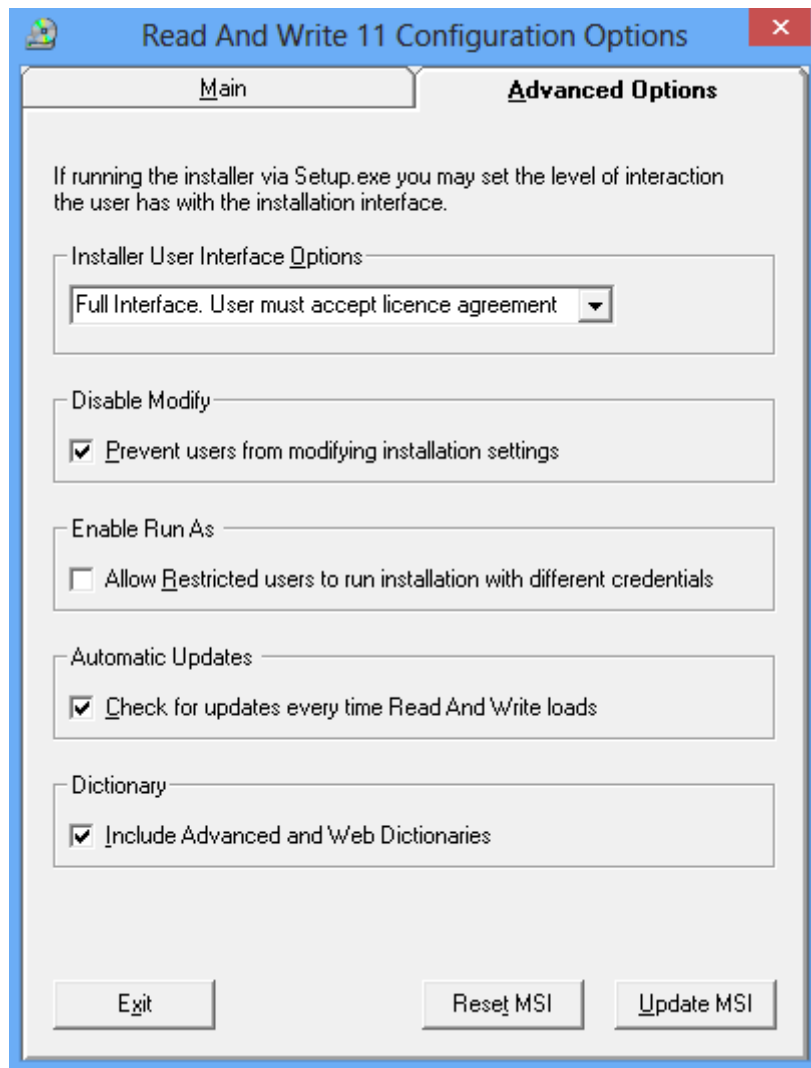 Read And Write 11 Configuration Options
Main
Advanced Options
If running the installer via Setup.exe you may set the level of interaction
the user has with the installation interface.
Installer User Interface Options
Full Interface. User must accept licence agreement
Disable Modify
Prevent users from modifying installation settings
Enable Run As
Allow Restricted users to run installation with different credentials
Automatic Updates
Check for updates every time Read And Write loads
Dictionary
Include Advanced and Web Dictionaries
Exit
Reset MSI
Update MSI